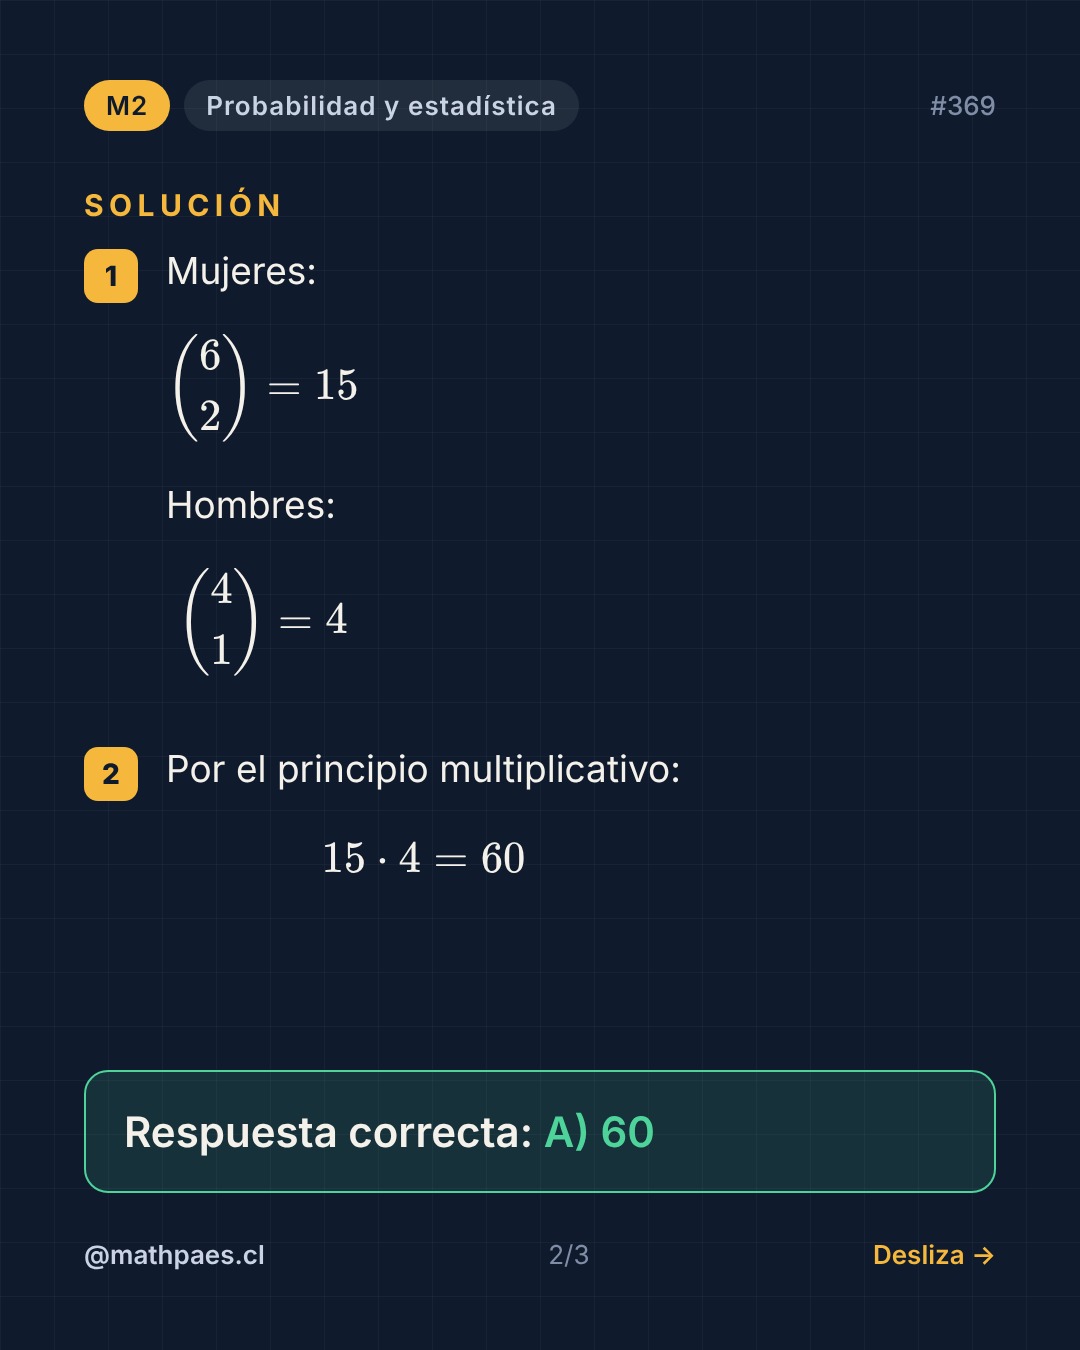 M2 Probabilidad y estadística #369
SOLUCIÓN
1 Mujeres:
(6
2) = 15
Hombres:
(4
1) = 4
2 Por el principio multiplicativo:
15 · 4 = 60
Respuesta correcta: A) 60
@mathpaes.cl 2/3 Desliza →